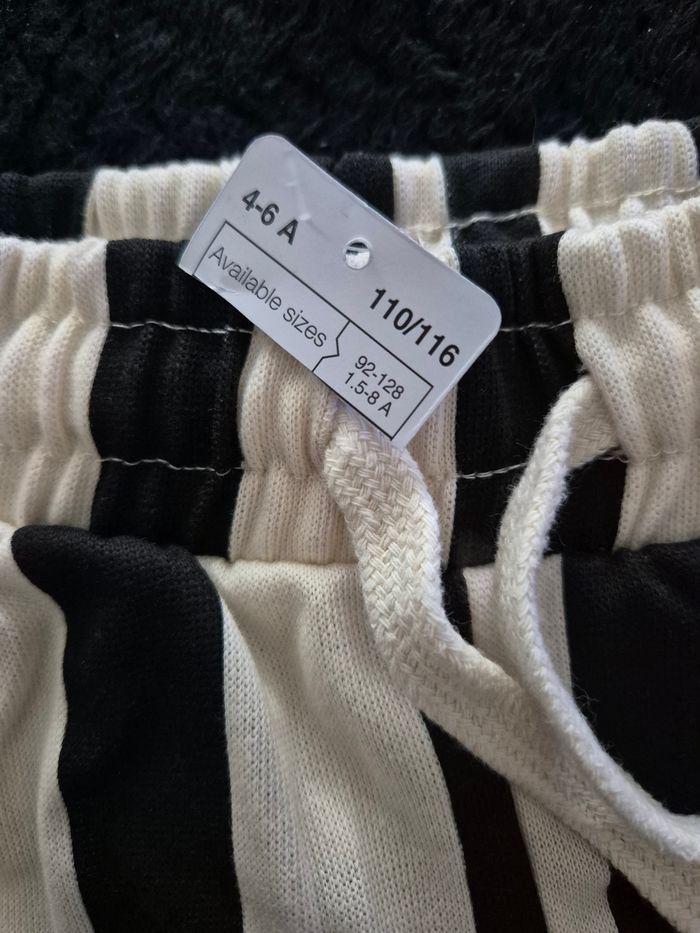 4-6 A
110/116
Available sizes
92-128
1.5-8 A